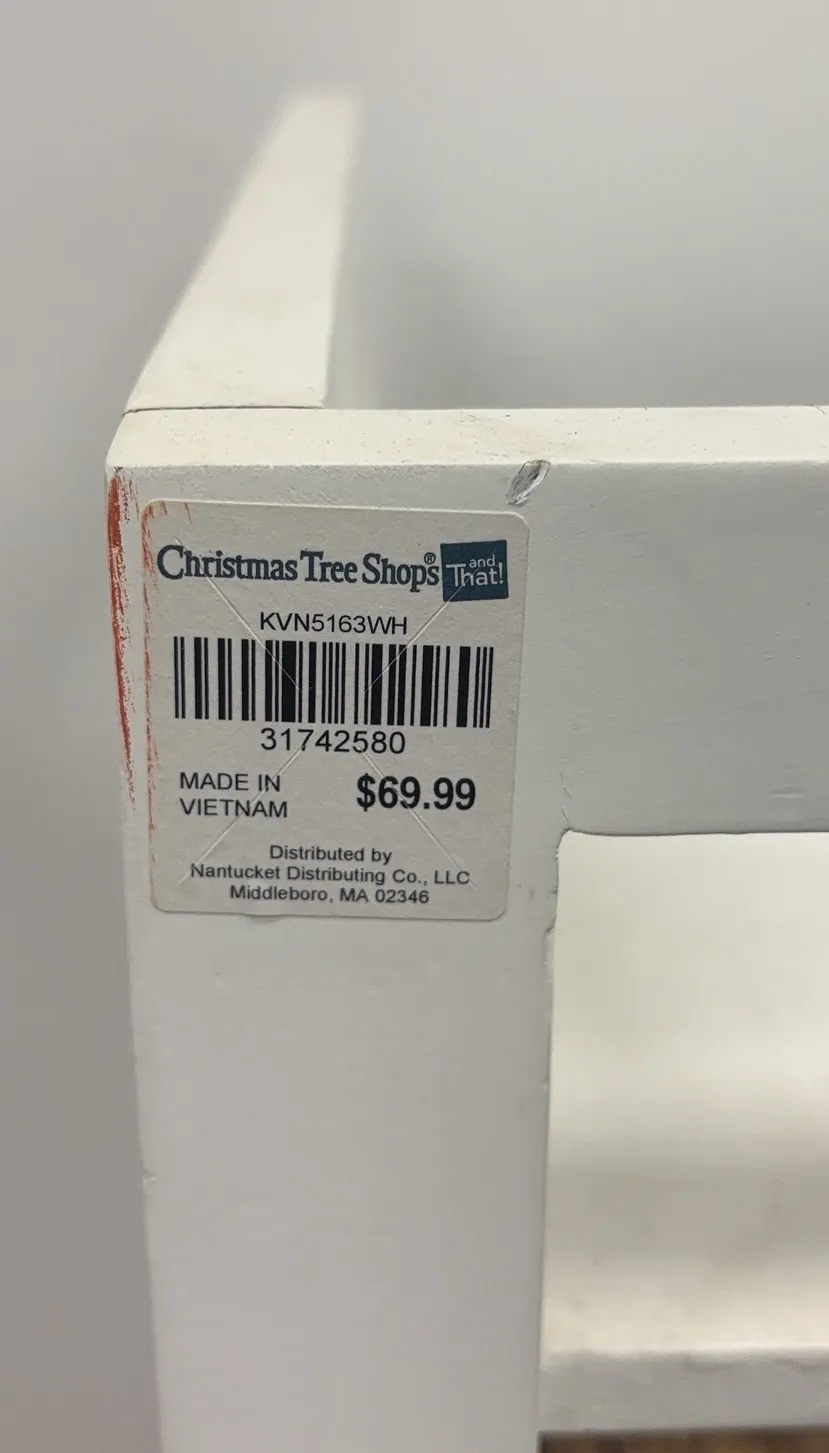 Christmas Tree Shops® and That!
KVN5163WH
31742580
MADE IN
VIETNAM
$69.99
Distributed by
Nantucket Distributing Co., LLC
Middleboro, MA 02346